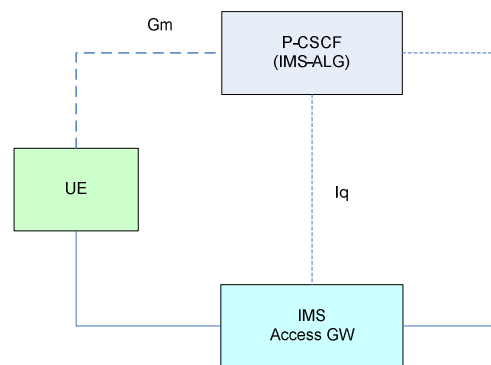 Gm
P-CSCF
(IMS-ALG)
UE
Iq
IMS
Access GW